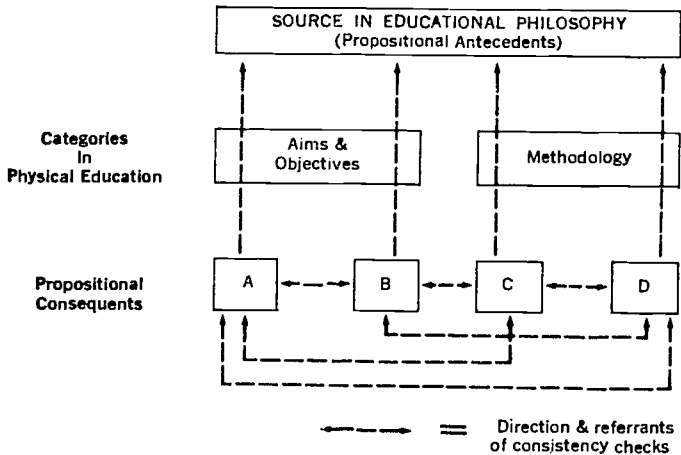 SOURCE IN EDUCATIONAL PHILOSOPHY
(Propositional Antecedents)
Categories
In
Physical Education
Aims &
Objectives
Methodology
Propositional
Consequents
A
B
C
D
=
Direction & referrants
of consistency checks